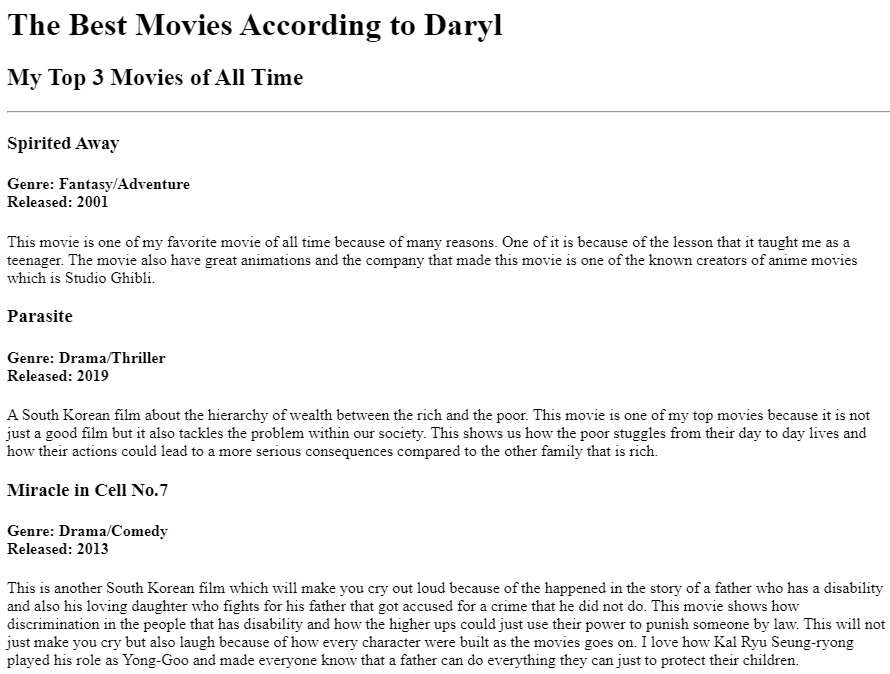 The Best Movies According to Daryl
My Top 3 Movies of All Time
Spirited Away
Genre: Fantasy/Adventure
Released: 2001
This movie is one of my favorite movie of all time because of many reasons. One of it is because of the lesson that it taught me as a
teenager. The movie also have great animations and the company that made this movie is one of the known creators of anime movies
which is Studio Ghibli.
Parasite
Genre: Drama/Thriller
Released: 2019
A South Korean film about the hierarchy of wealth between the rich and the poor. This movie is one of my top movies because it is not
just a good film but it also tackles the problem within our society. This shows us how the poor stuggles from their day to day lives and
how their actions could lead to a more serious consequences compared to the other family that is rich.
Miracle in Cell No.7
Genre: Drama/Comedy
Released: 2013
This is another South Korean film which will make you cry out loud because of the happened in the story of a father who has a disability
and also his loving daughter who fights for his father that got accused for a crime that he did not do. This movie shows how
discrimination in the people that has disability and how the higher ups could just use their power to punish someone by law. This will not
just make you cry but also laugh because of how every character were built as the movies goes on. I love how Kal Ryu Seung-ryong
played his role as Yong-Goo and made everyone know that a father can do everything they can just to protect their children.